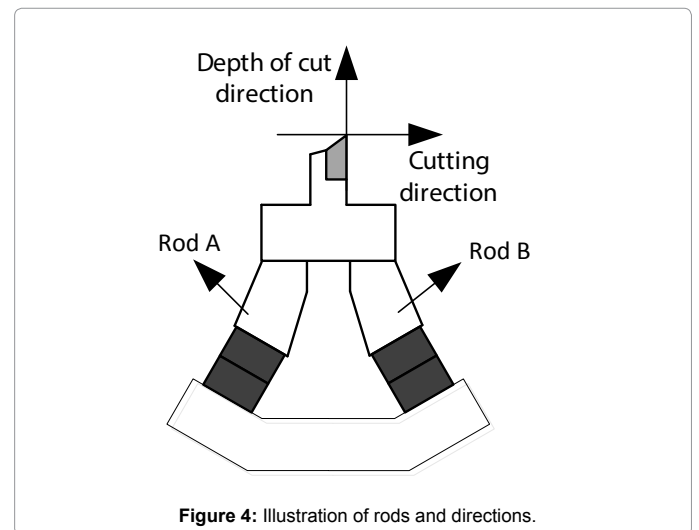 Depth of cut
direction
Cutting
direction
Rod A
Rod B
Figure 4: Illustration of rods and directions.